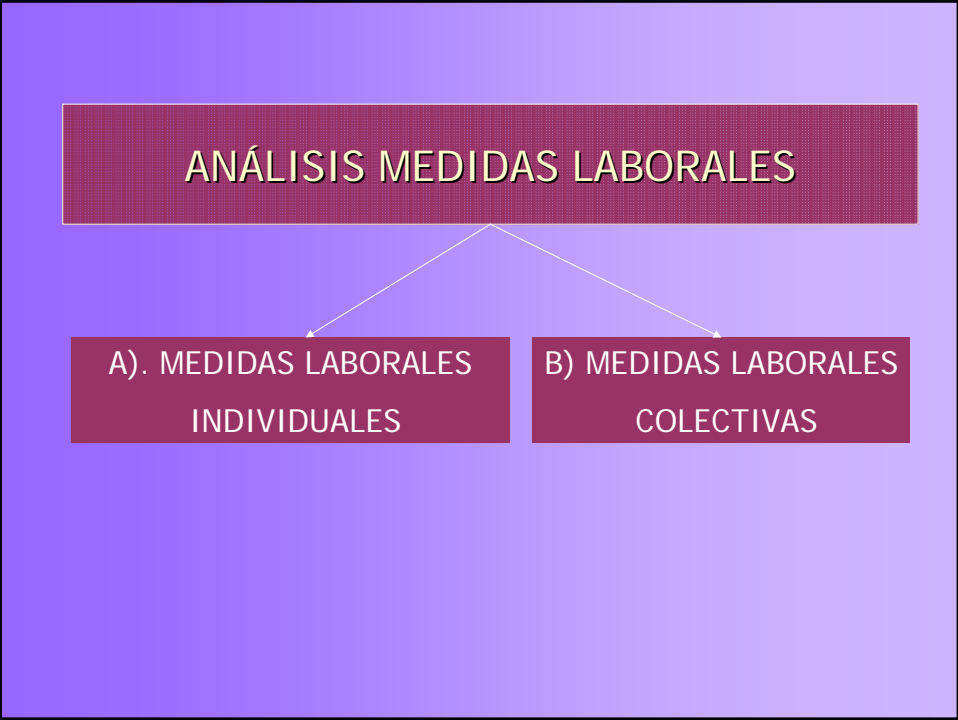 ANÁLISIS MEDIDAS LABORALES
A). MEDIDAS LABORALES
INDIVIDUALES
B) MEDIDAS LABORALES
COLECTIVAS